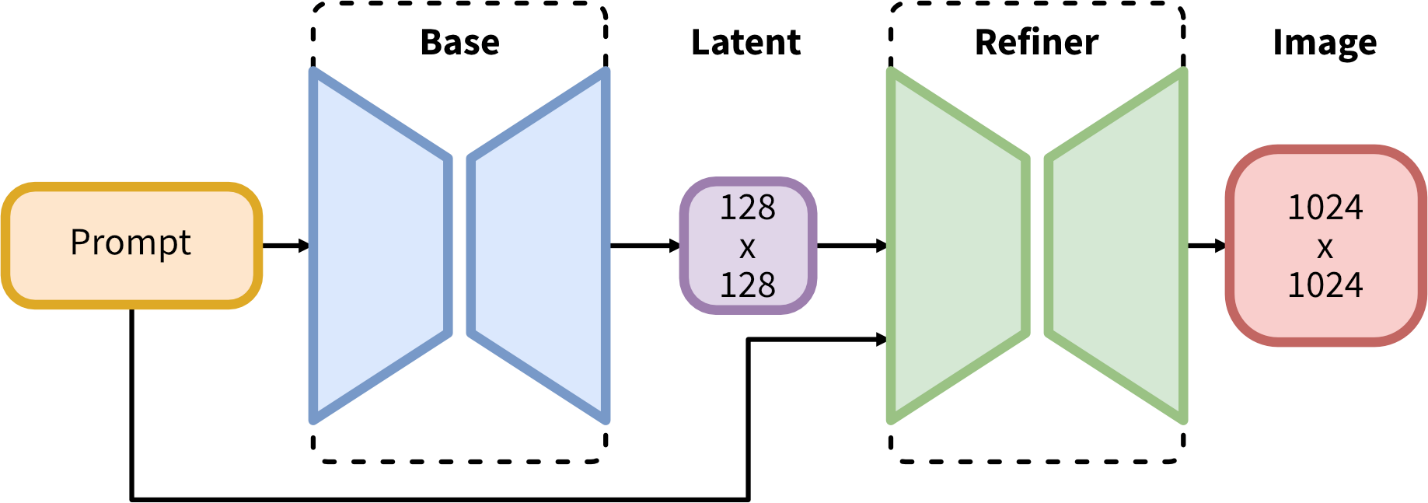 Base
Latent
Refiner
Image
Prompt
128
x
128
1024
x
1024